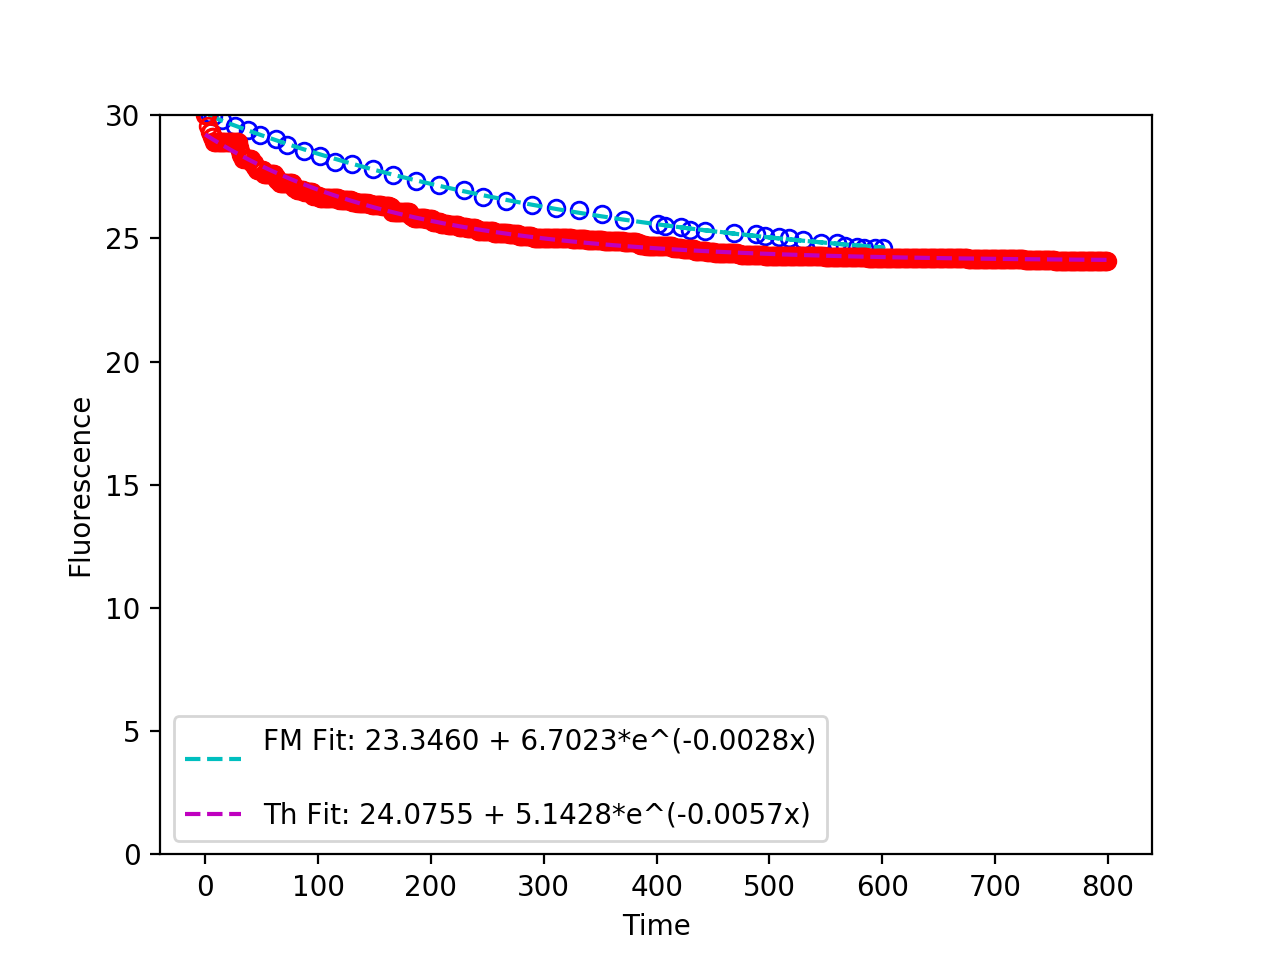 30
25
20
15
10
5
0
Fluorescence
FM Fit: 23.3460 + 6.7023*e^(-0.0028x)
Th Fit: 24.0755 + 5.1428*e^(-0.0057x)
0 100 200 300 400 500 600 700 800
Time